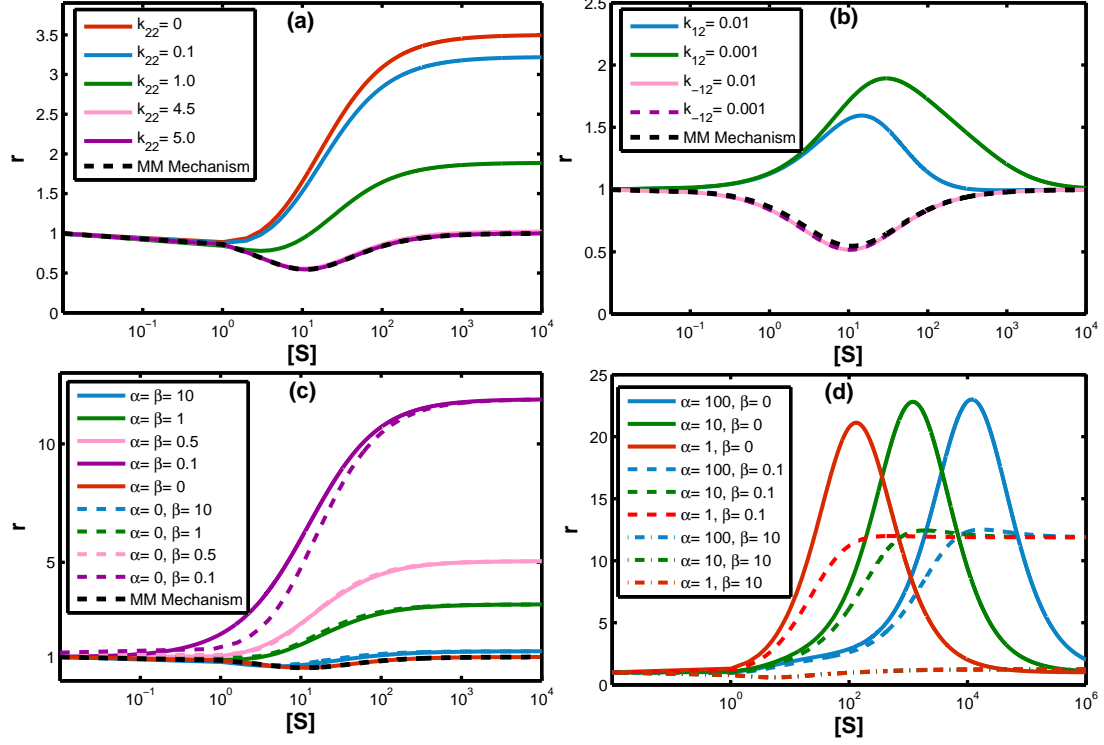 (a)
k22= 0
k22= 0.1
k22= 1.0
k22= 4.5
k22= 5.0
MM Mechanism
r
3.5
3
2.5
2
1.5
1
0.5
0
10^−1 10^0 10^1 10^2 10^3 10^4
[S]
(b)
k12= 0.01
k12= 0.001
k−12= 0.01
k−12= 0.001
MM Mechanism
r
2.5
2
1.5
1
0.5
0
10^−1 10^0 10^1 10^2 10^3 10^4
[S]
(c)
α= β= 10
α= β= 1
α= β= 0.5
α= β= 0.1
α= β= 0
α= 0, β= 10
α= 0, β= 1
α= 0, β= 0.5
α= 0, β= 0.1
MM Mechanism
r
10
5
1
10^−1 10^0 10^1 10^2 10^3 10^4
[S]
(d)
α= 100, β= 0
α= 10, β= 0
α= 1, β= 0
α= 100, β= 0.1
α= 10, β= 0.1
α= 1, β= 0.1
α= 100, β= 10
α= 10, β= 10
α= 1, β= 10
r
25
20
15
10
5
0
10^0 10^2 10^4 10^6
[S]